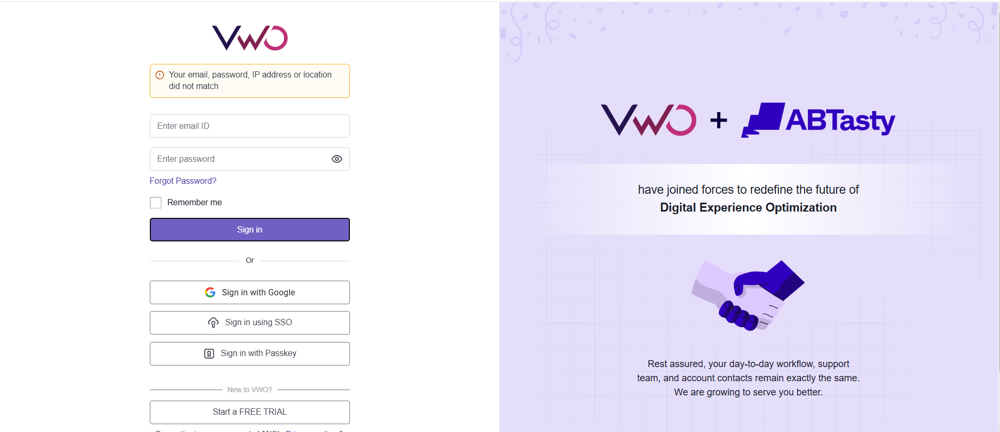 VWO
Your email, password, IP address or location
did not match
Enter email ID
Enter password
Forgot Password?
Remember me
Sign in
Or
Sign in with Google
Sign in using SSO
Sign in with Passkey
New to VWO?
Start a FREE TRIAL
VWO + ABTasty
have joined forces to redefine the future of
Digital Experience Optimization
Rest assured, your day-to-day workflow, support
team, and account contacts remain exactly the same.
We are growing to serve you better.